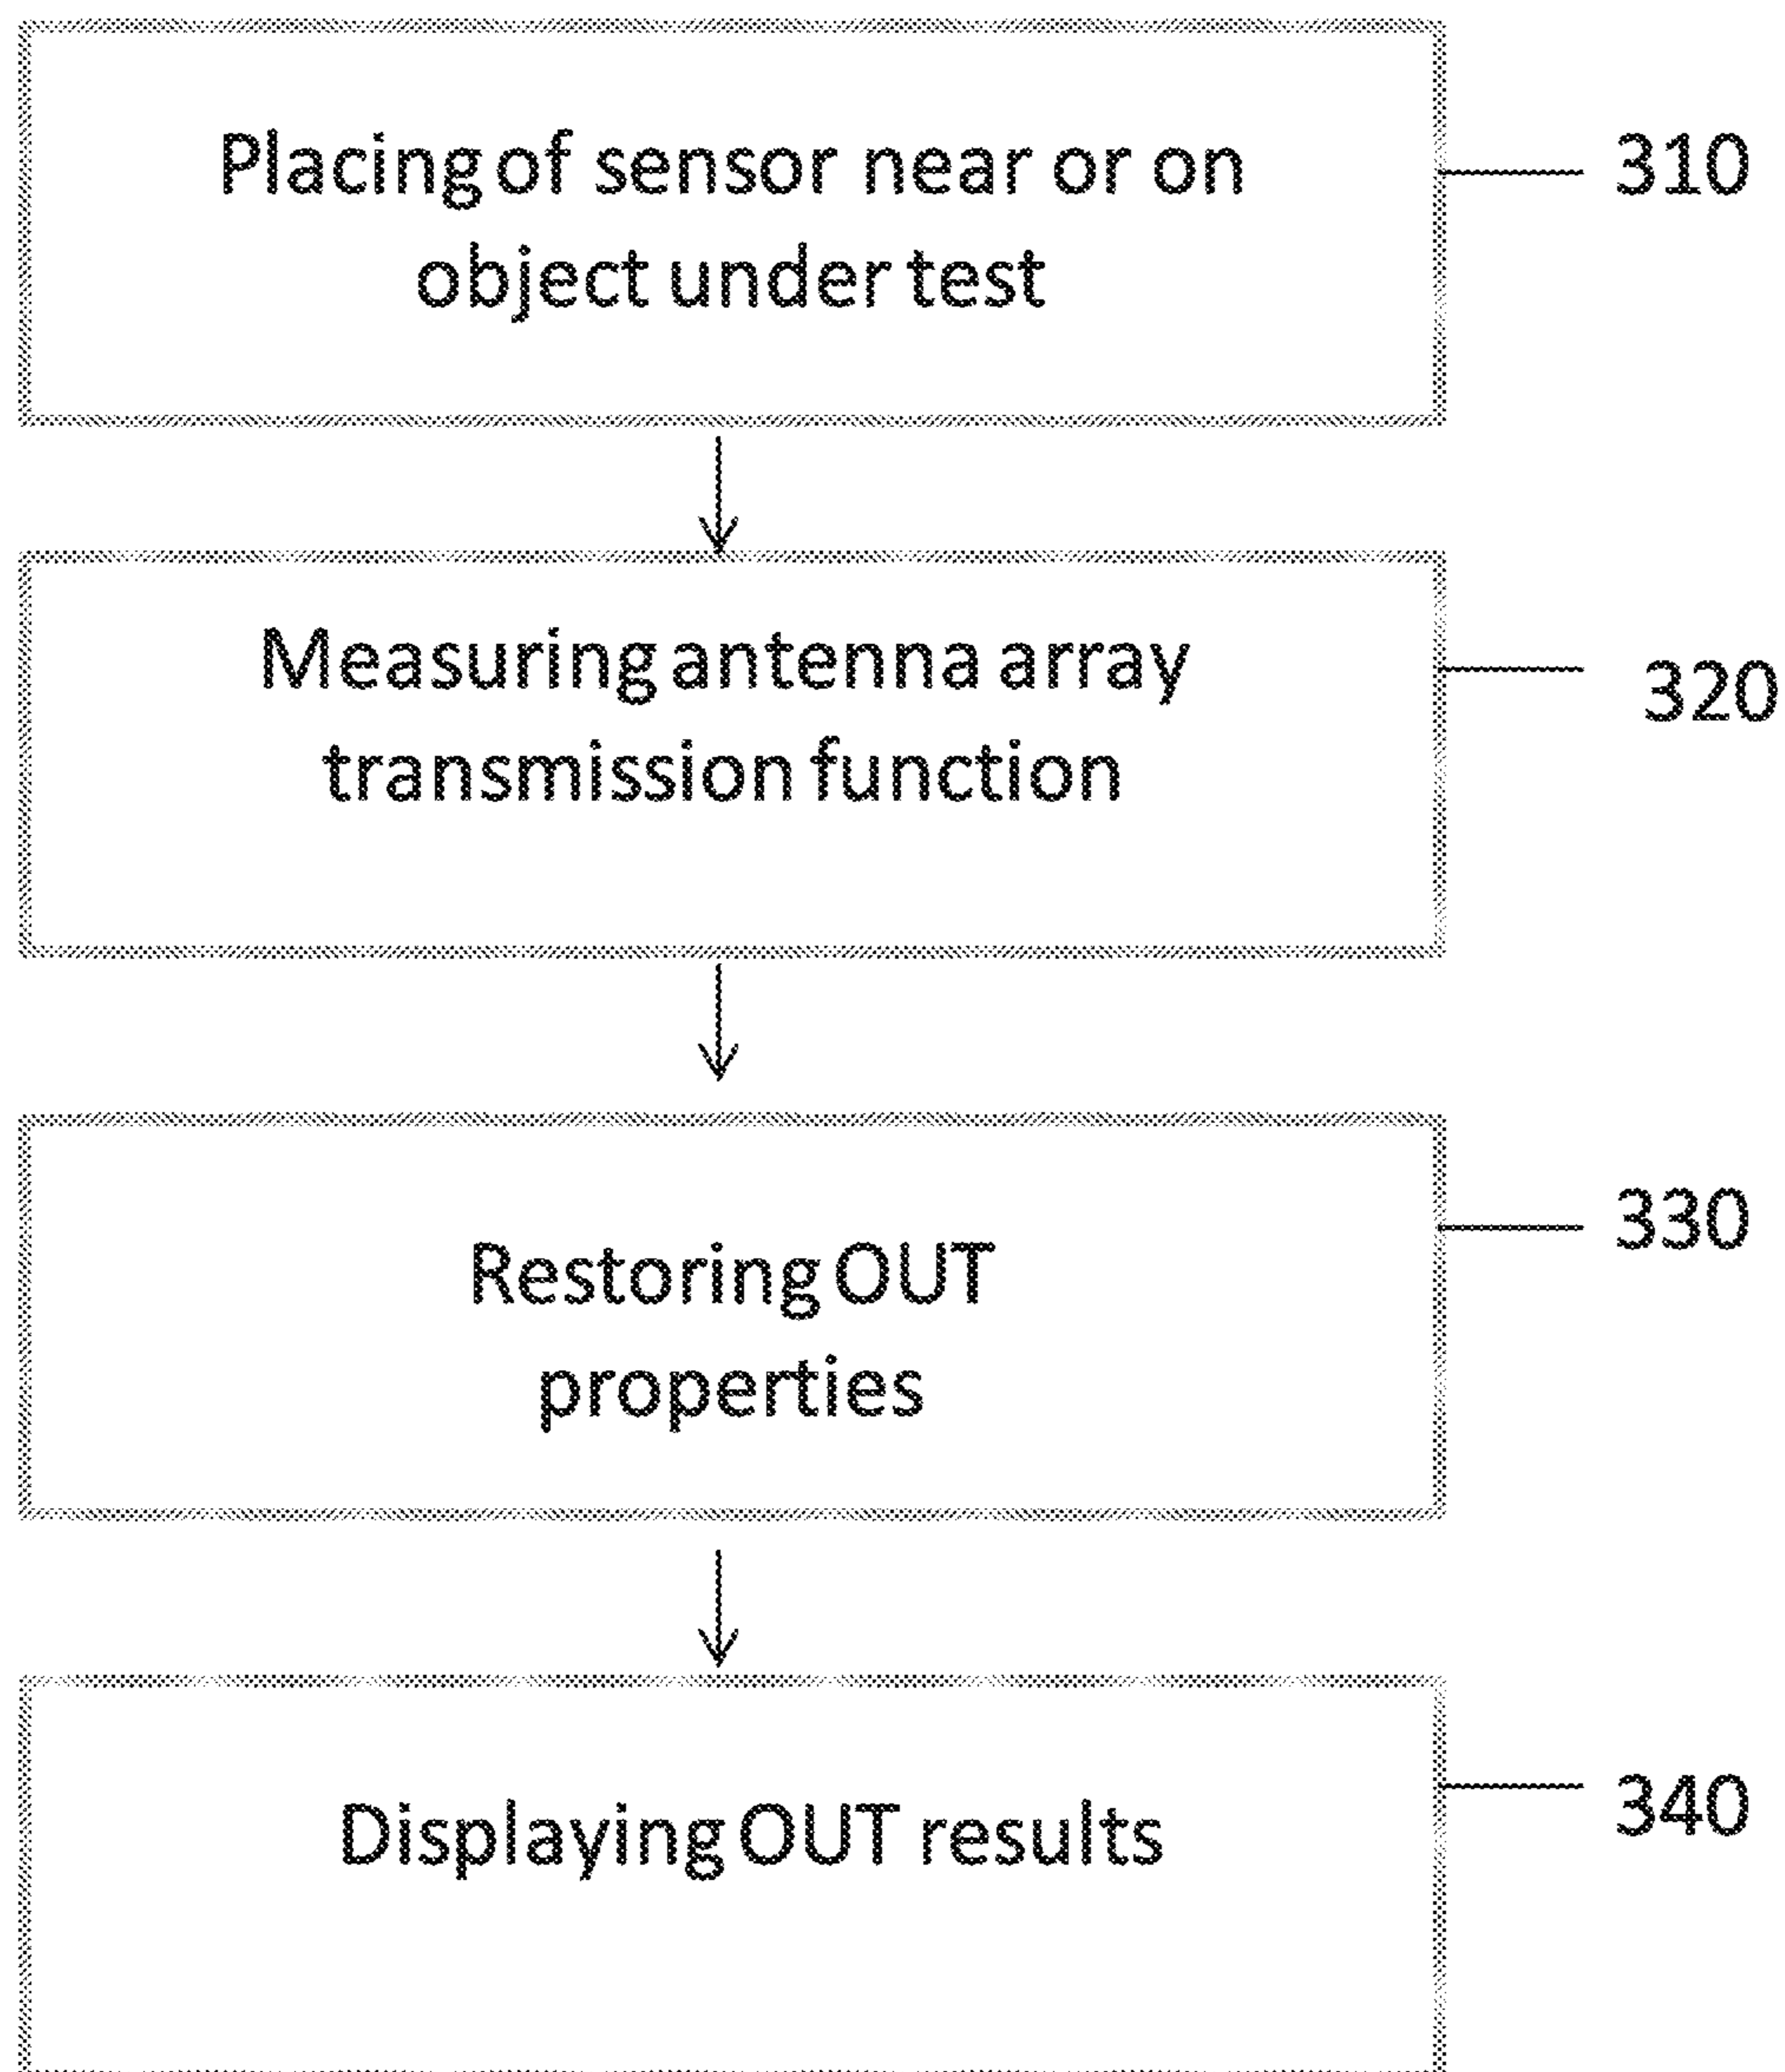 Placing of sensor near or on
object under test
310
Measuring antenna array
transmission function
320
Restoring OUT
properties
330
Displaying OUT results
340